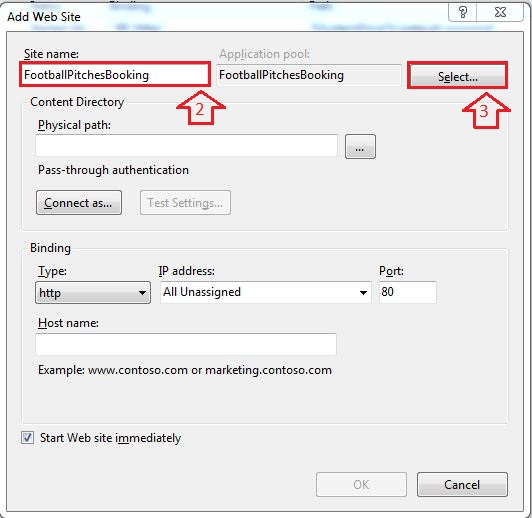 Add Web Site
Site name:
Application pool:
FootballPitchesBooking
FootballPitchesBooking
Select...
2
3
Content Directory
Physical path:
...
Pass-through authentication
Connect as...
Test Settings...
Binding
Type:
IP address:
Port:
http
All Unassigned
80
Host name:
Example: www.contoso.com or marketing.contoso.com
Start Web site immediately
OK
Cancel